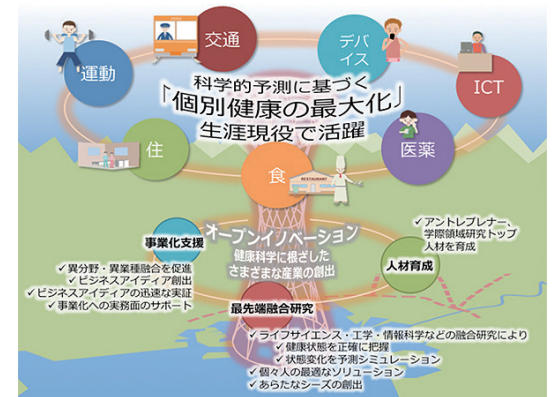 運動
交通
デバ
イス
ICT
科学的予測に基づく
「個別健康の最大化」
生涯現役で活躍
住
食
RESTAURANT
医薬
オープンイノベーション
健康科学に根ざした
さまざまな産業の創出
事業化支援
✓異分野・異業種融合を促進
✓ビジネスアイディア創出
✓ビジネスアイディアの迅速な実証
✓事業化への実務面のサポート
✓アントレプレナー、
学際領域研究トップ
人材を育成
人材育成
最先端融合研究
✓ライフサイエンス・工学・情報科学などの融合研究により
✓健康状態を正確に把握
✓状態変化を予測シミュレーション
✓個々人の最適なソリューション
✓あらたなシーズの創出